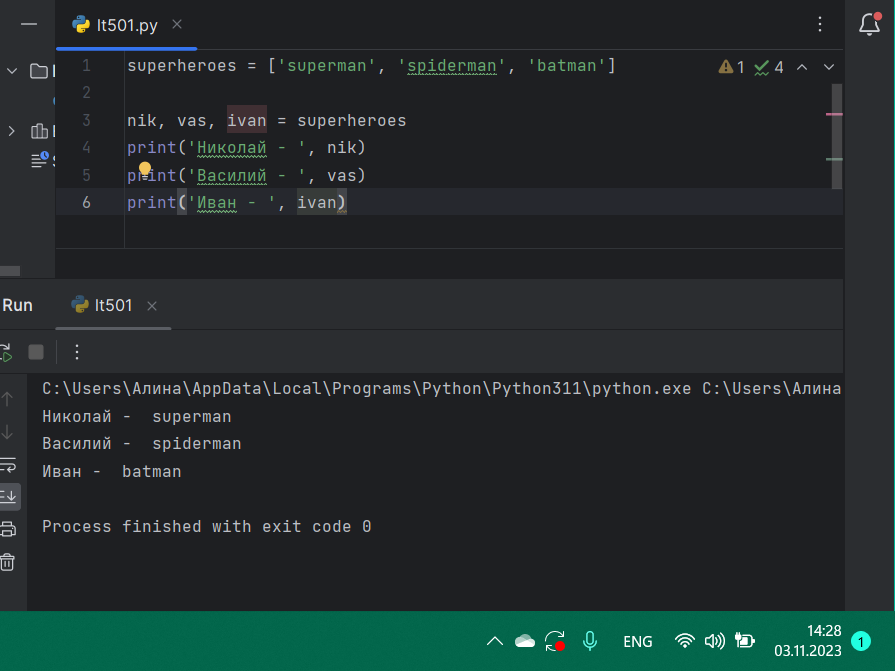 lt501.py
1 superheroes = ['superman', 'spiderman', 'batman'] 1 4
2
3 nik, vas, ivan = superheroes
4 print('Николай - ', nik)
5 print('Василий - ', vas)
6 print('Иван - ', ivan)
Run lt501
C:\Users\Алина\AppData\Local\Programs\Python\Python311\python.exe C:\Users\Алина
Николай -  superman
Василий -  spiderman
Иван -  batman
Process finished with exit code 0
ENG 14:28 1
03.11.2023